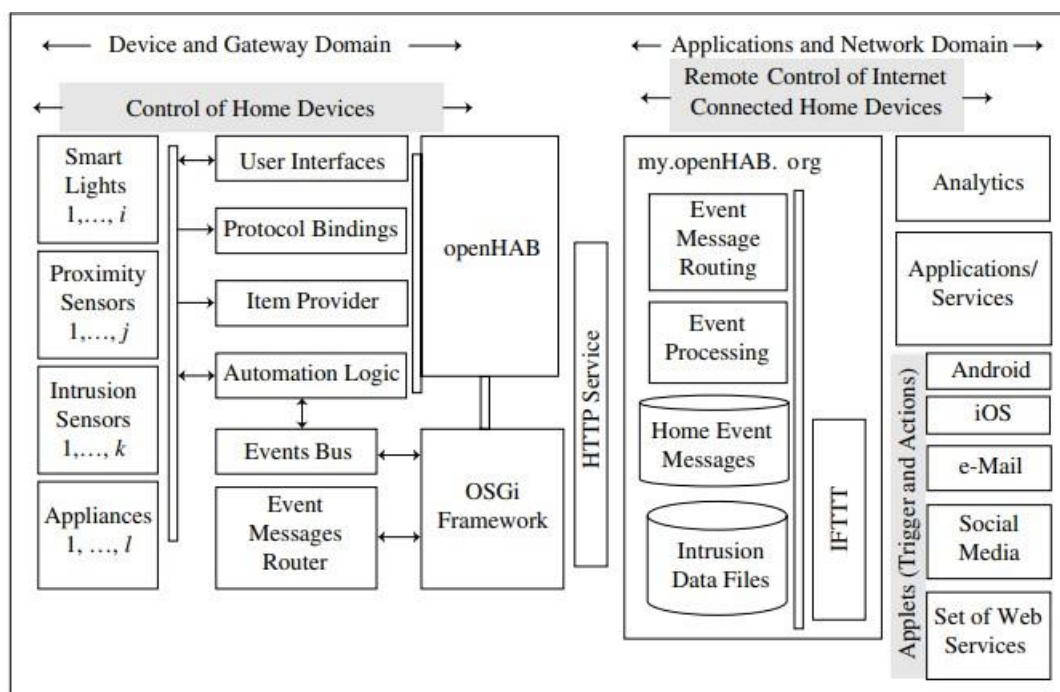 Device and Gateway Domain
Applications and Network Domain
Control of Home Devices
Remote Control of Internet
Connected Home Devices
Smart
Lights
1,…, i
Proximity
Sensors
1,…, j
Intrusion
Sensors
1,…, k
Appliances
1, …, l
User Interfaces
Protocol Bindings
Item Provider
Automation Logic
Events Bus
Event
Messages
Router
openHAB
OSGi
Framework
HTTP Service
my.openHAB. org
Event
Message
Routing
Event
Processing
Home Event
Messages
Intrusion
Data Files
IFTTT
Analytics
Applications/
Services
Applets (Trigger and Actions)
Android
iOS
e-Mail
Social
Media
Set of Web
Services